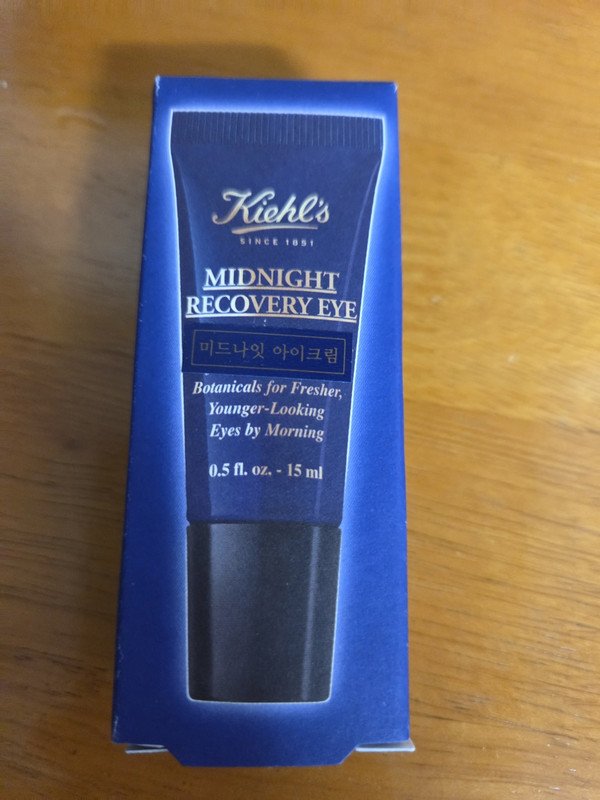 Kiehl's
SINCE 1851
MIDNIGHT
RECOVERY EYE
미드나잇 아이크림
Botanicals for Fresher,
Younger-Looking
Eyes by Morning
0.5 fl. oz. - 15 ml